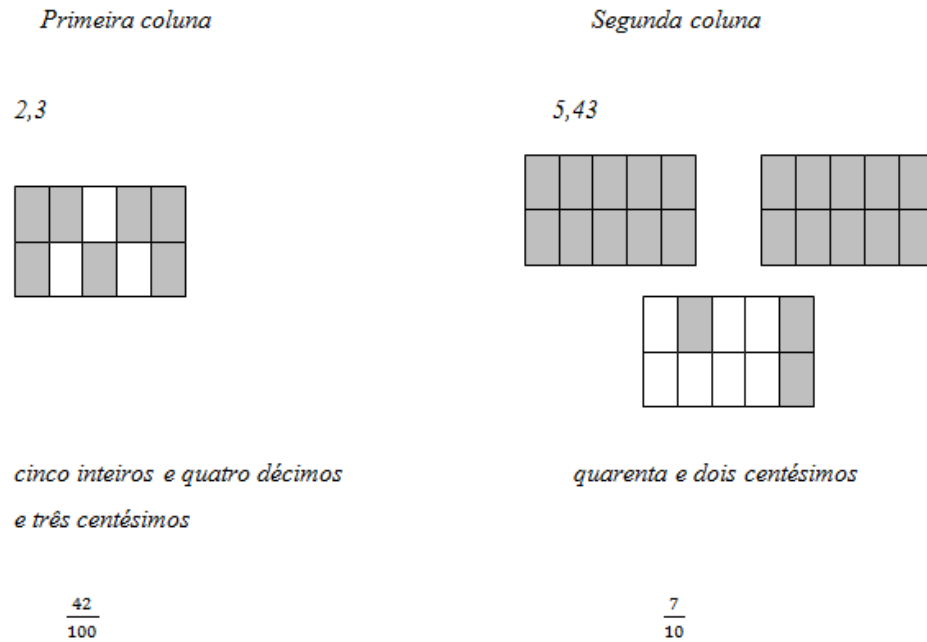 Primeira coluna
Segunda coluna
2,3
5,43
cinco inteiros e quatro décimos
e três centésimos
quarenta e dois centésimos
42/100
7/10